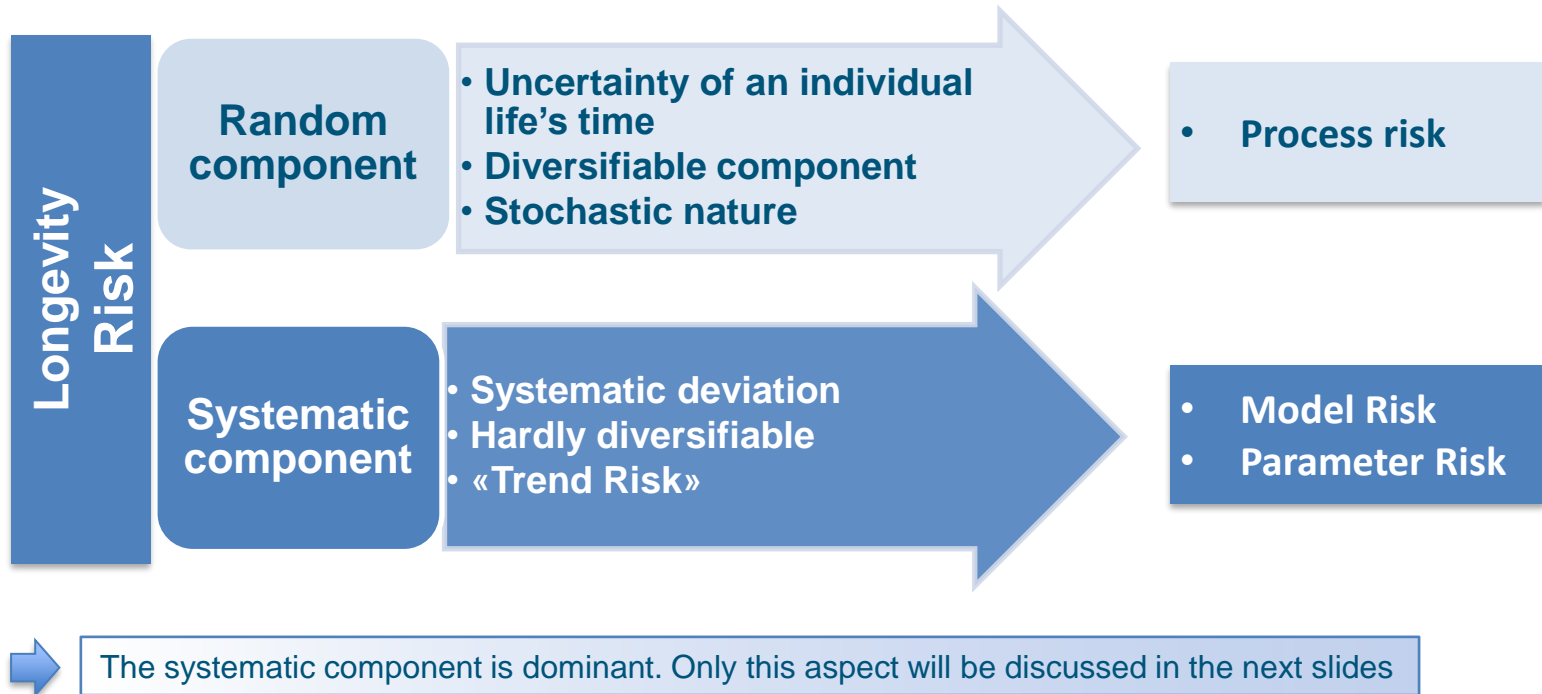 Longevity
Risk
Random
component
• Uncertainty of an individual
life's time
• Diversifiable component
• Stochastic nature
• Process risk
Systematic
component
• Systematic deviation
• Hardly diversifiable
• «Trend Risk»
• Model Risk
• Parameter Risk
The systematic component is dominant. Only this aspect will be discussed in the next slides